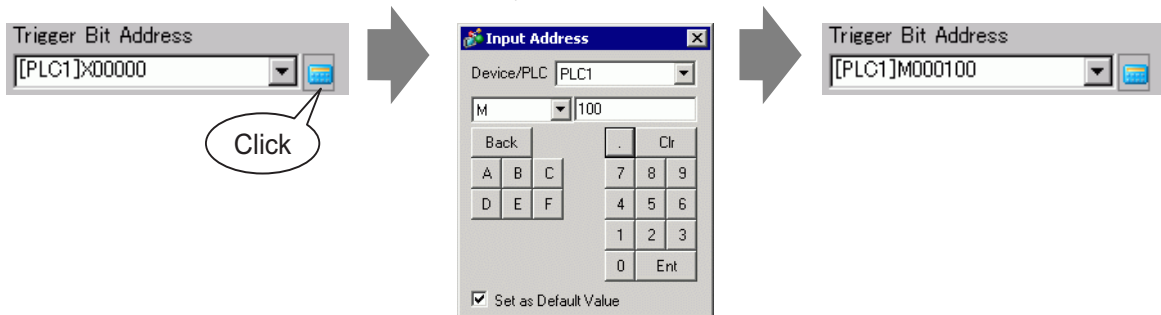 Trigger Bit Address
[PLC1]X00000
Click
Input Address
Device/PLC PLC1
M 100
Back . Clr
A B C 7 8 9
D E F 4 5 6
1 2 3
0 Ent
Set as Default Value
Trigger Bit Address
[PLC1]M000100